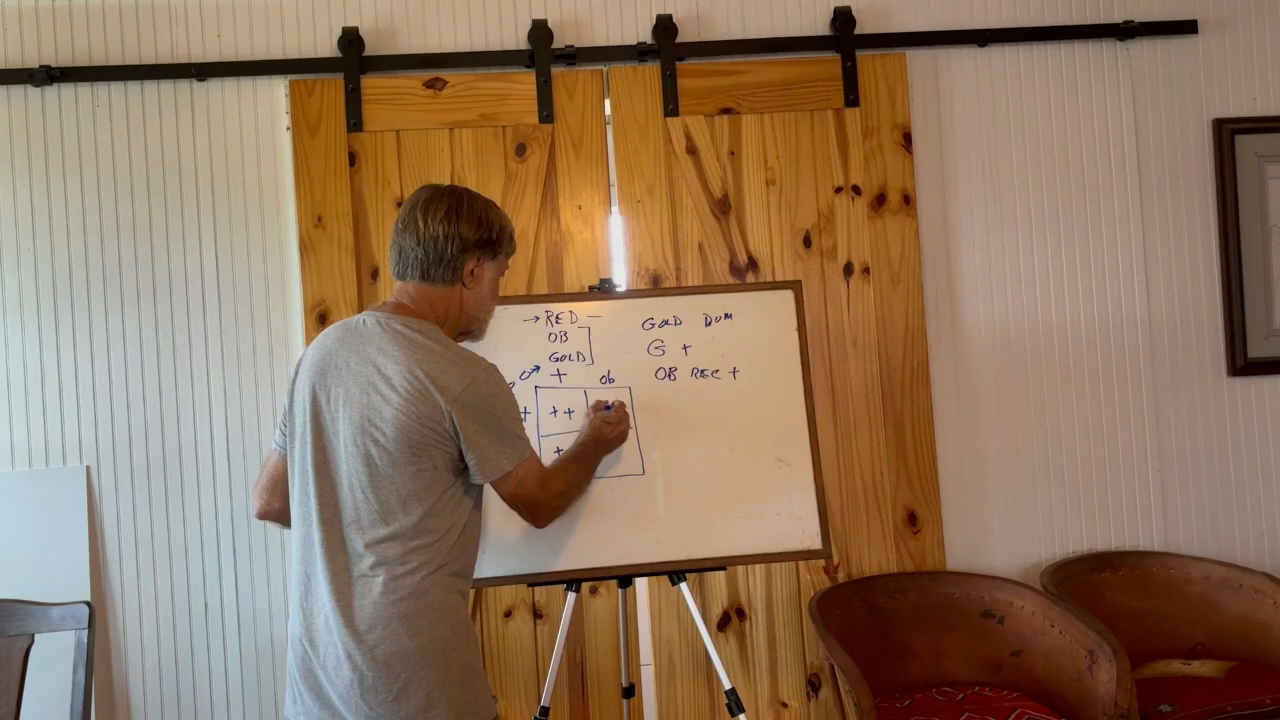 → RED —
OB
GOLD
+ Ob
+ ++
+
GOLD DOM
G +
OB REC +